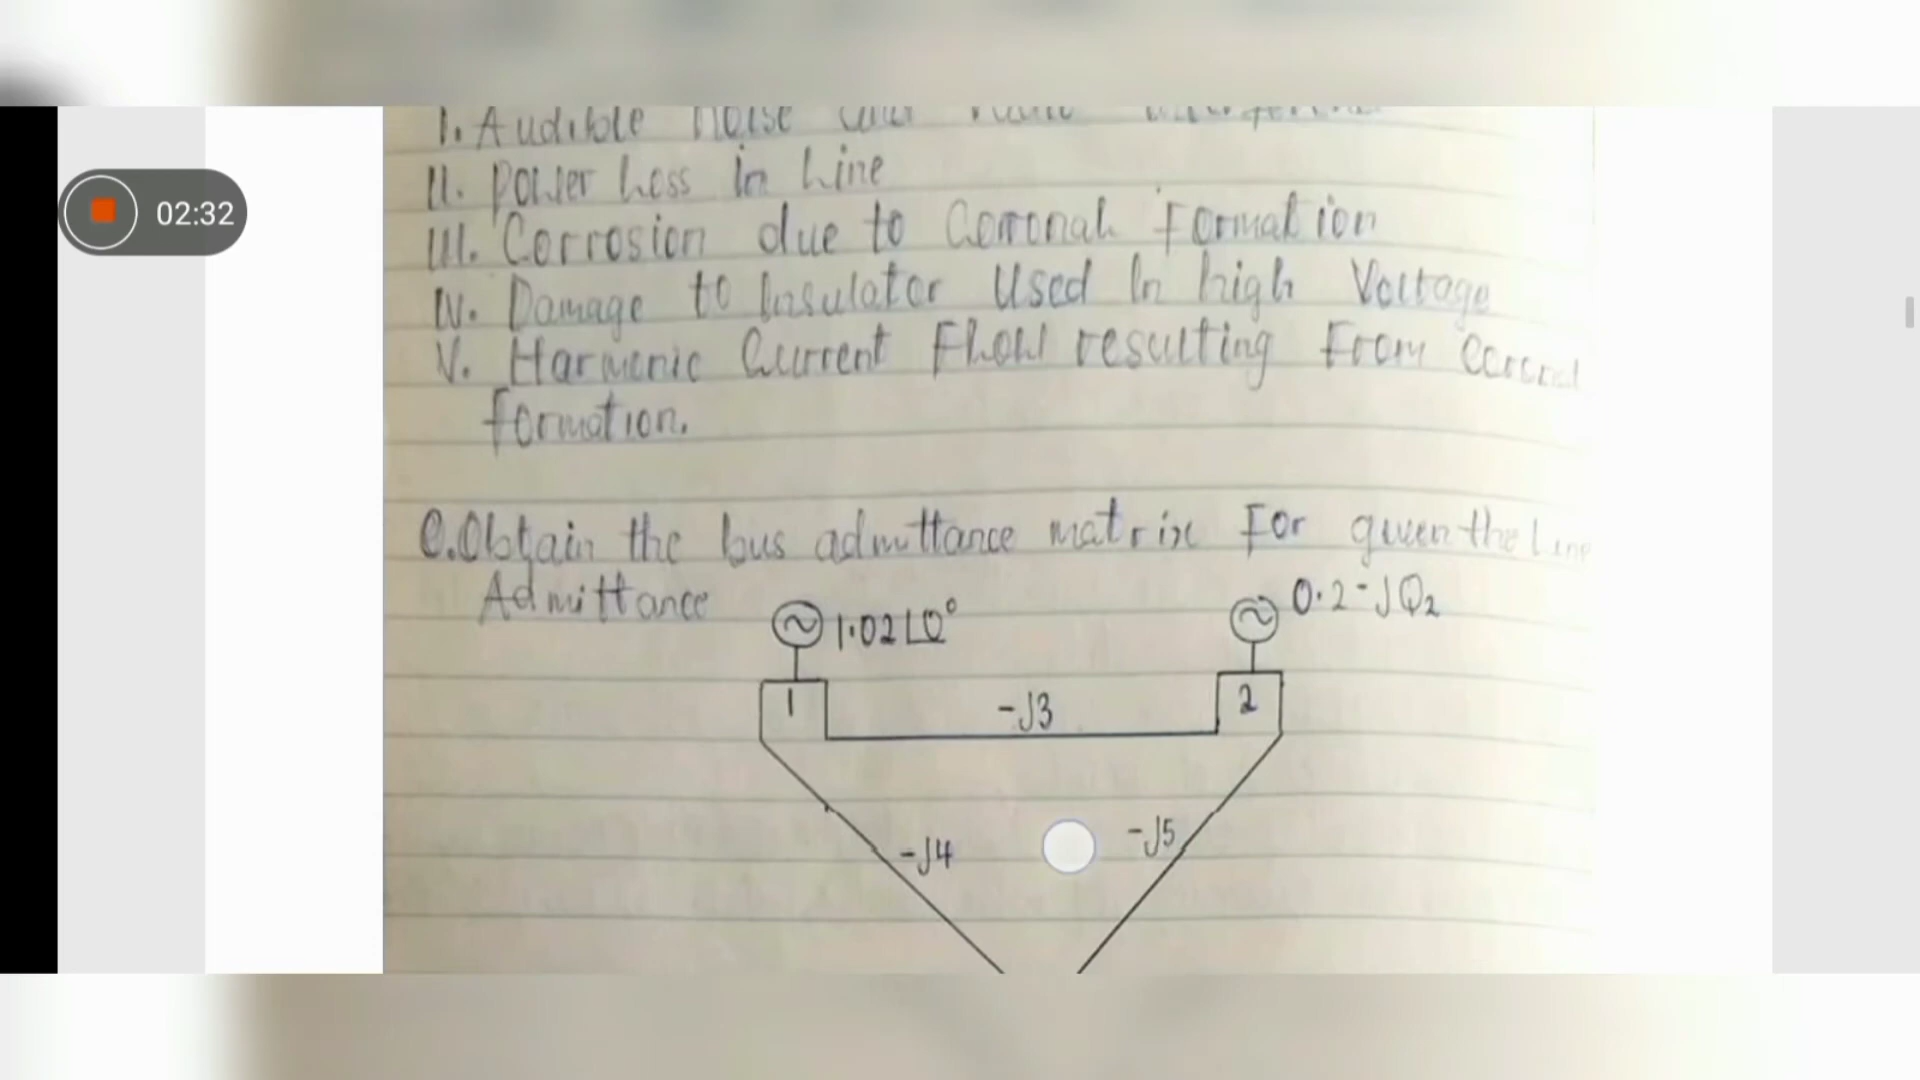 I. Audible noise
II. Power Loss in Line
III. Corrosion due to Coronal Formation
IV. Damage to Insulator Used In high Voltage
V. Harmonic Current Flow resulting From
formation.
C. Obtain the bus admittance matrix For given the Line
Admittance
1.02∠0°
0.2-JQ2
1
-J3
2
-J4
-J5
02:32